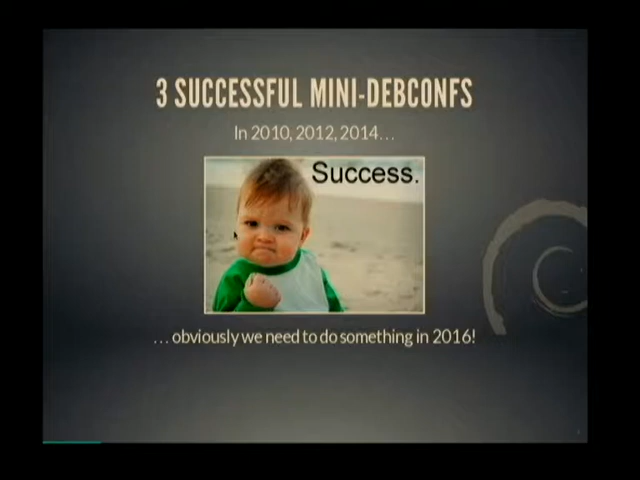 3 SUCCESSFUL MINI-DEBCONFS
In 2010, 2012, 2014…
Success.
…obviously we need to do something in 2016!